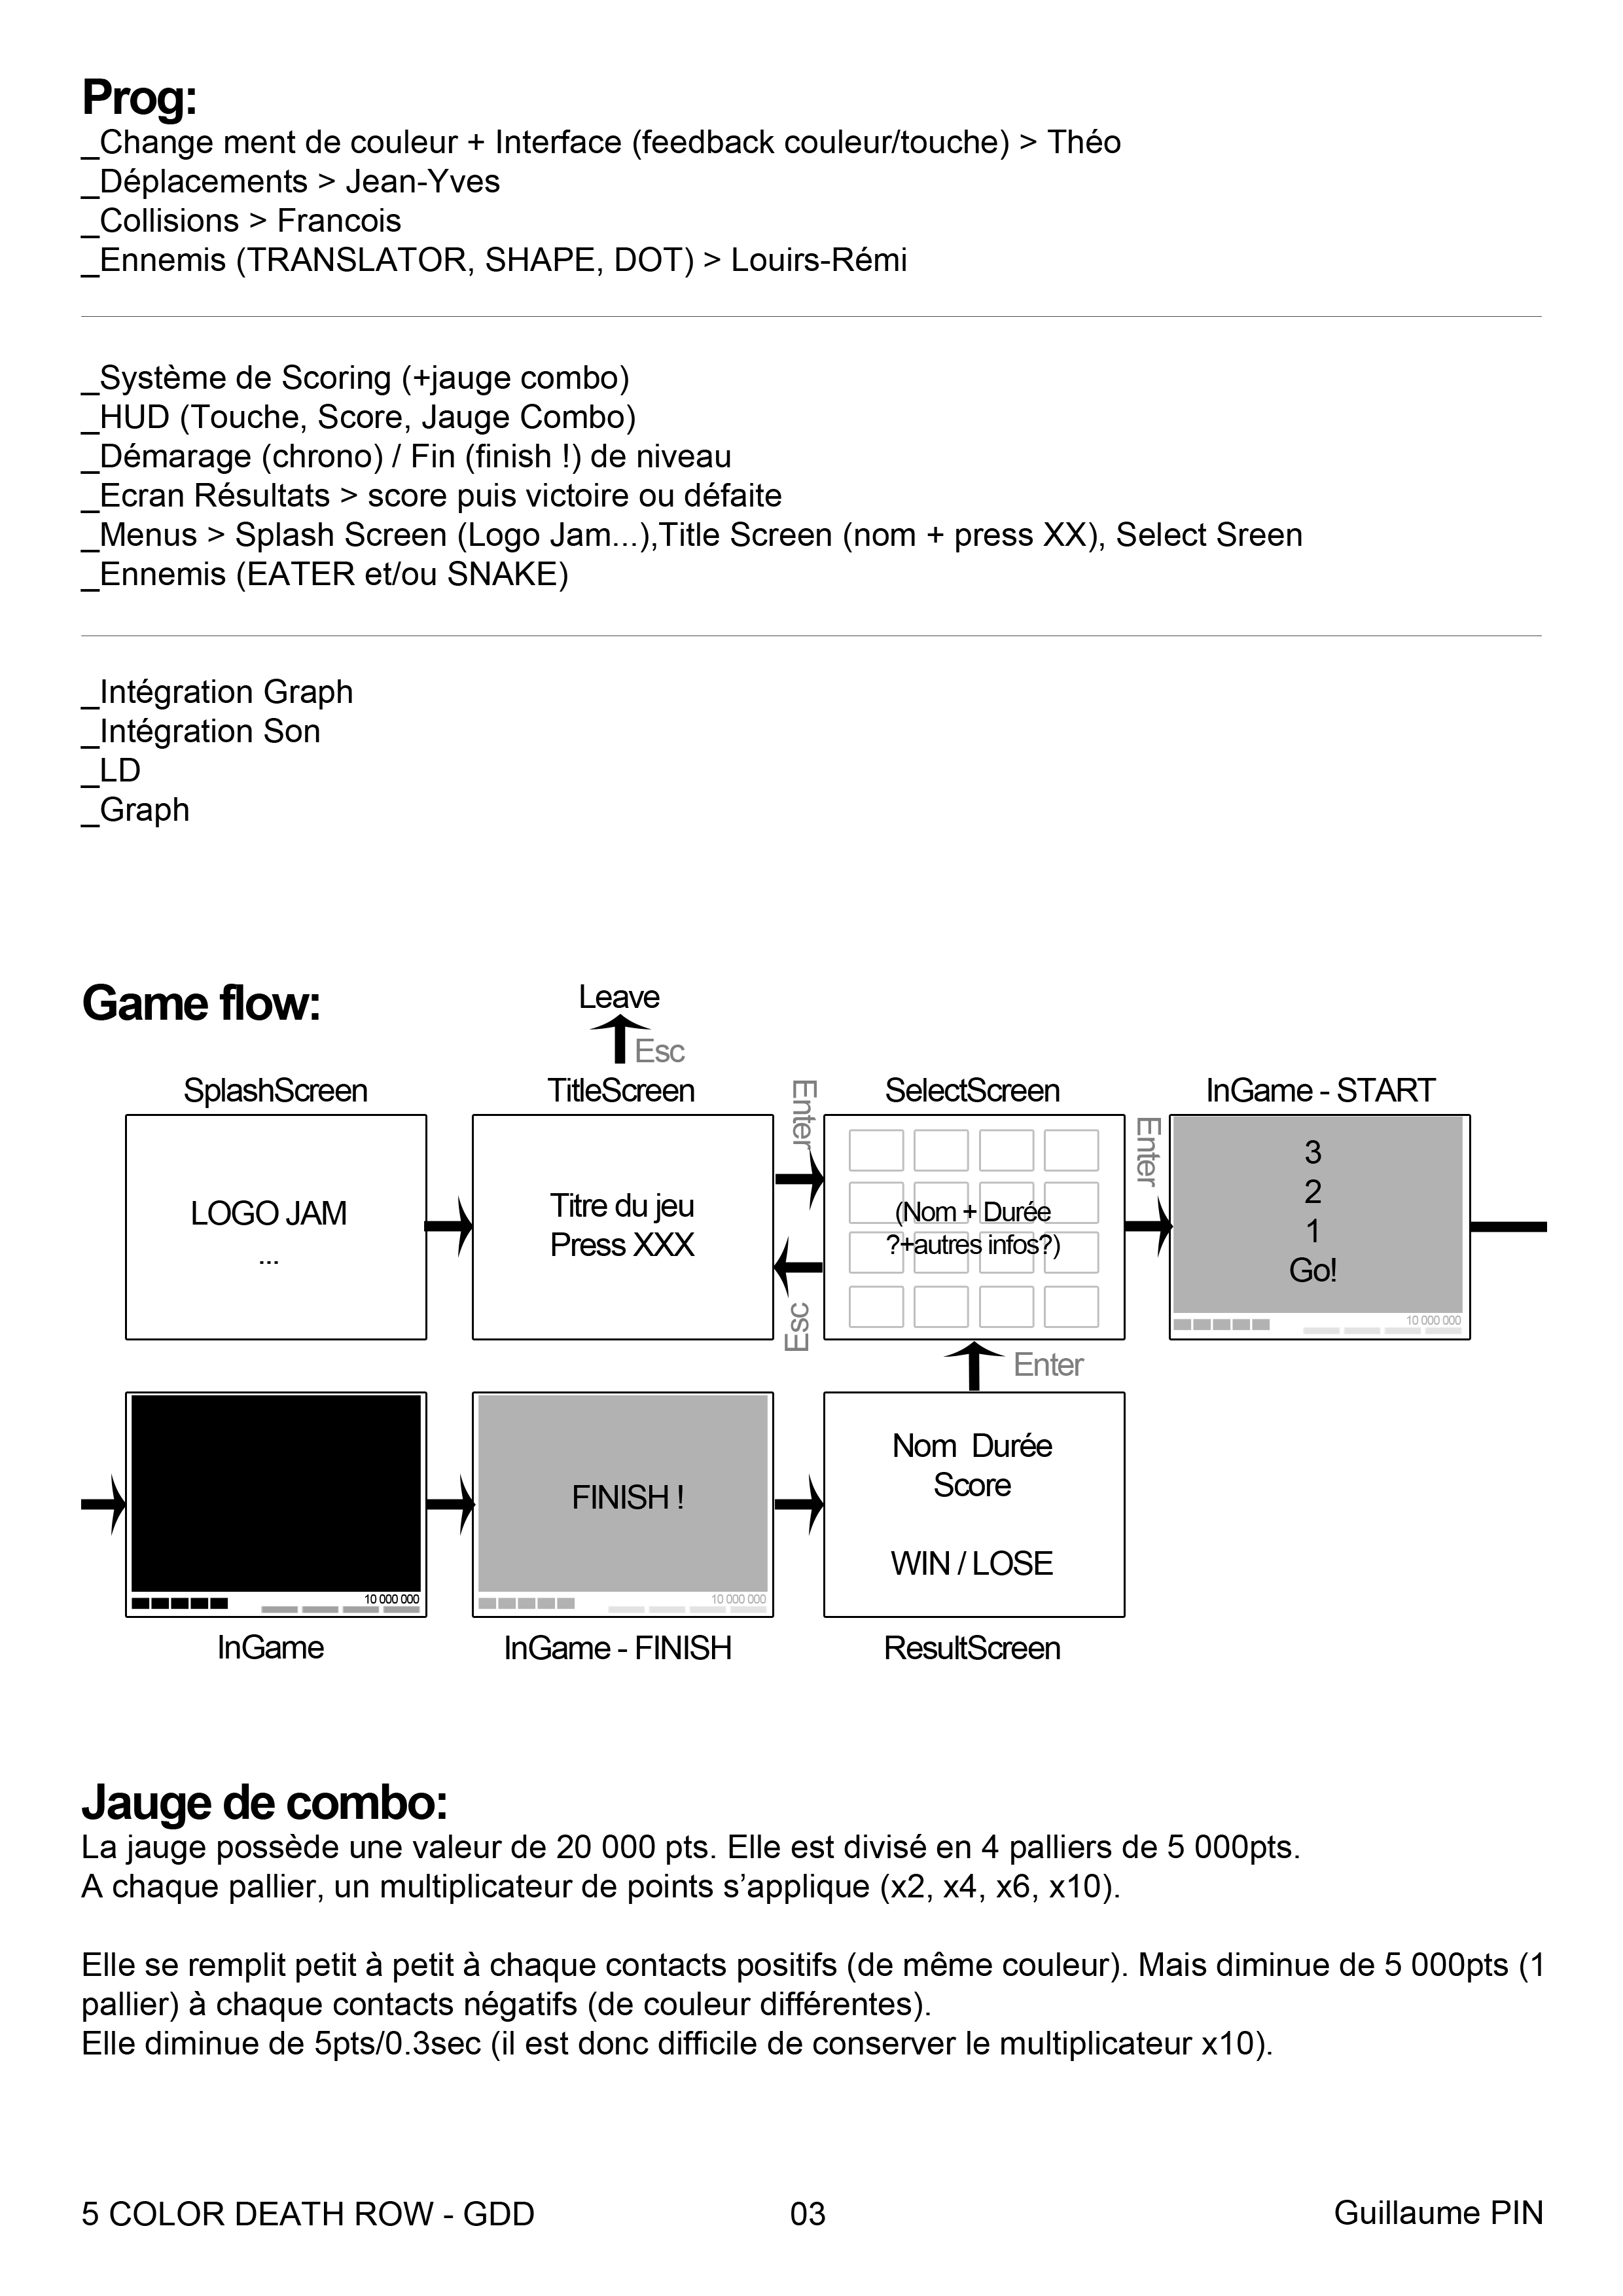 Prog:
_Change ment de couleur + Interface (feedback couleur/touche) > Théo
_Déplacements > Jean-Yves
_Collisions > Francois
_Ennemis (TRANSLATOR, SHAPE, DOT) > Louirs-Rémi
_Système de Scoring (+jauge combo)
_HUD (Touche, Score, Jauge Combo)
_Démarage (chrono) / Fin (finish !) de niveau
_Ecran Résultats > score puis victoire ou défaite
_Menus > Splash Screen (Logo Jam...),Title Screen (nom + press XX), Select Sreen
_Ennemis (EATER et/ou SNAKE)
_Intégration Graph
_Intégration Son
_LD
_Graph
Game flow:
Leave
Esc
SplashScreen
LOGO JAM
...
TitleScreen
Titre du jeu
Press XXX
Enter
Esc
SelectScreen
(Nom + Durée
?+autres infos?)
Enter
InGame - START
3
2
1
Go!
10 000 000
Enter
10 000 000
InGame
FINISH !
10 000 000
InGame - FINISH
Nom Durée
Score
WIN / LOSE
ResultScreen
Jauge de combo:
La jauge possède une valeur de 20 000 pts. Elle est divisé en 4 palliers de 5 000pts.
A chaque pallier, un multiplicateur de points s’applique (x2, x4, x6, x10).
Elle se remplit petit à petit à chaque contacts positifs (de même couleur). Mais diminue de 5 000pts (1
pallier) à chaque contacts négatifs (de couleur différentes).
Elle diminue de 5pts/0.3sec (il est donc difficile de conserver le multiplicateur x10).
5 COLOR DEATH ROW - GDD
03
Guillaume PIN